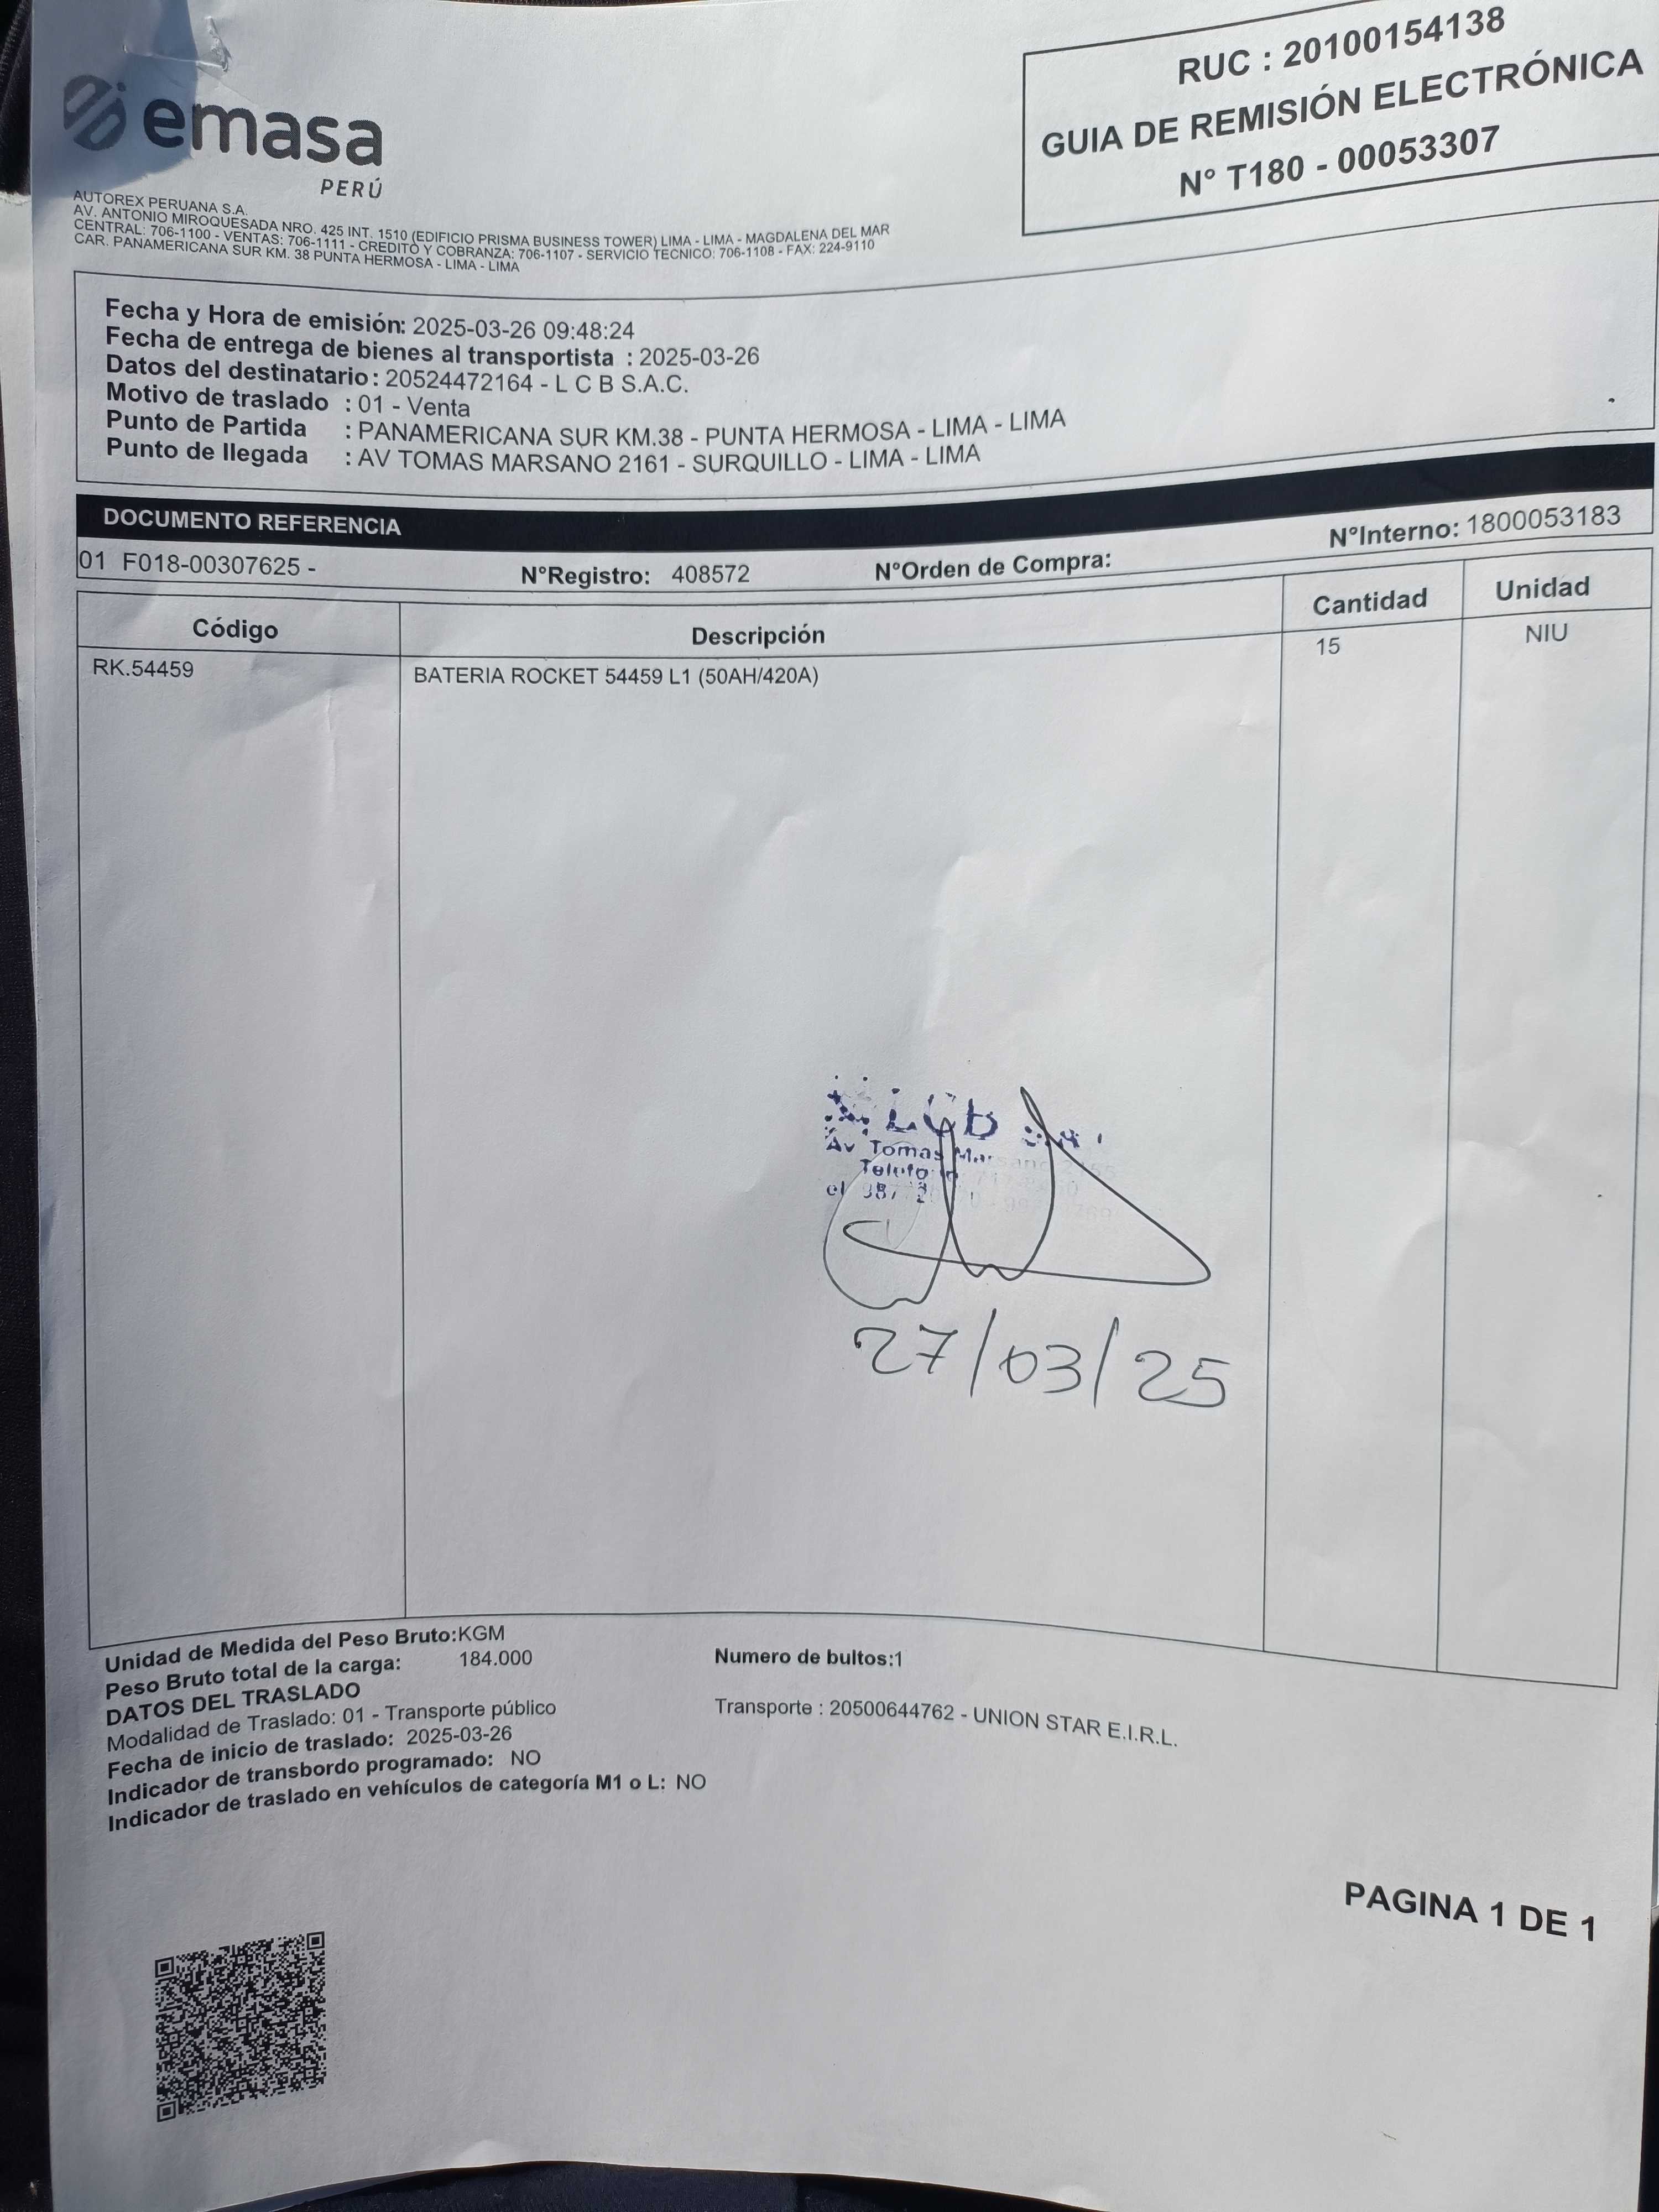 emasa
PERÚ
RUC : 20100154138
GUIA DE REMISIÓN ELECTRÓNICA
N° T180 - 00053307
AUTOREX PERUANA S.A.
AV. ANTONIO MIROQUESADA NRO. 425 INT. 1510 (EDIFICIO PRISMA BUSINESS TOWER) LIMA - LIMA - MAGDALENA DEL MAR
CENTRAL: 706-1100 - VENTAS: 706-1111 - CREDITO Y COBRANZA: 706-1107 - SERVICIO TECNICO: 706-1108 - FAX: 224-9110
CAR. PANAMERICANA SUR KM. 38 PUNTA HERMOSA - LIMA - LIMA
Fecha y Hora de emisión: 2025-03-26 09:48:24
Fecha de entrega de bienes al transportista : 2025-03-26
Datos del destinatario : 20524472164 - L C B S.A.C.
Motivo de traslado : 01 - Venta
Punto de Partida : PANAMERICANA SUR KM.38 - PUNTA HERMOSA - LIMA - LIMA
Punto de llegada : AV TOMAS MARSANO 2161 - SURQUILLO - LIMA - LIMA
DOCUMENTO REFERENCIA
01 F018-00307625 - N°Registro: 408572 N°Orden de Compra: N°Interno: 1800053183
Código Descripción Cantidad Unidad
RK.54459 BATERIA ROCKET 54459 L1 (50AH/420A) 15 NIU
LCB
Av Tomas
27/03/25
Unidad de Medida del Peso Bruto:KGM
Peso Bruto total de la carga: 184.000 Numero de bultos:1
DATOS DEL TRASLADO
Modalidad de Traslado: 01 - Transporte público Transporte : 20500644762 - UNION STAR E.I.R.L.
Fecha de inicio de traslado: 2025-03-26
Indicador de transbordo programado: NO
Indicador de traslado en vehículos de categoría M1 o L: NO
PAGINA 1 DE 1